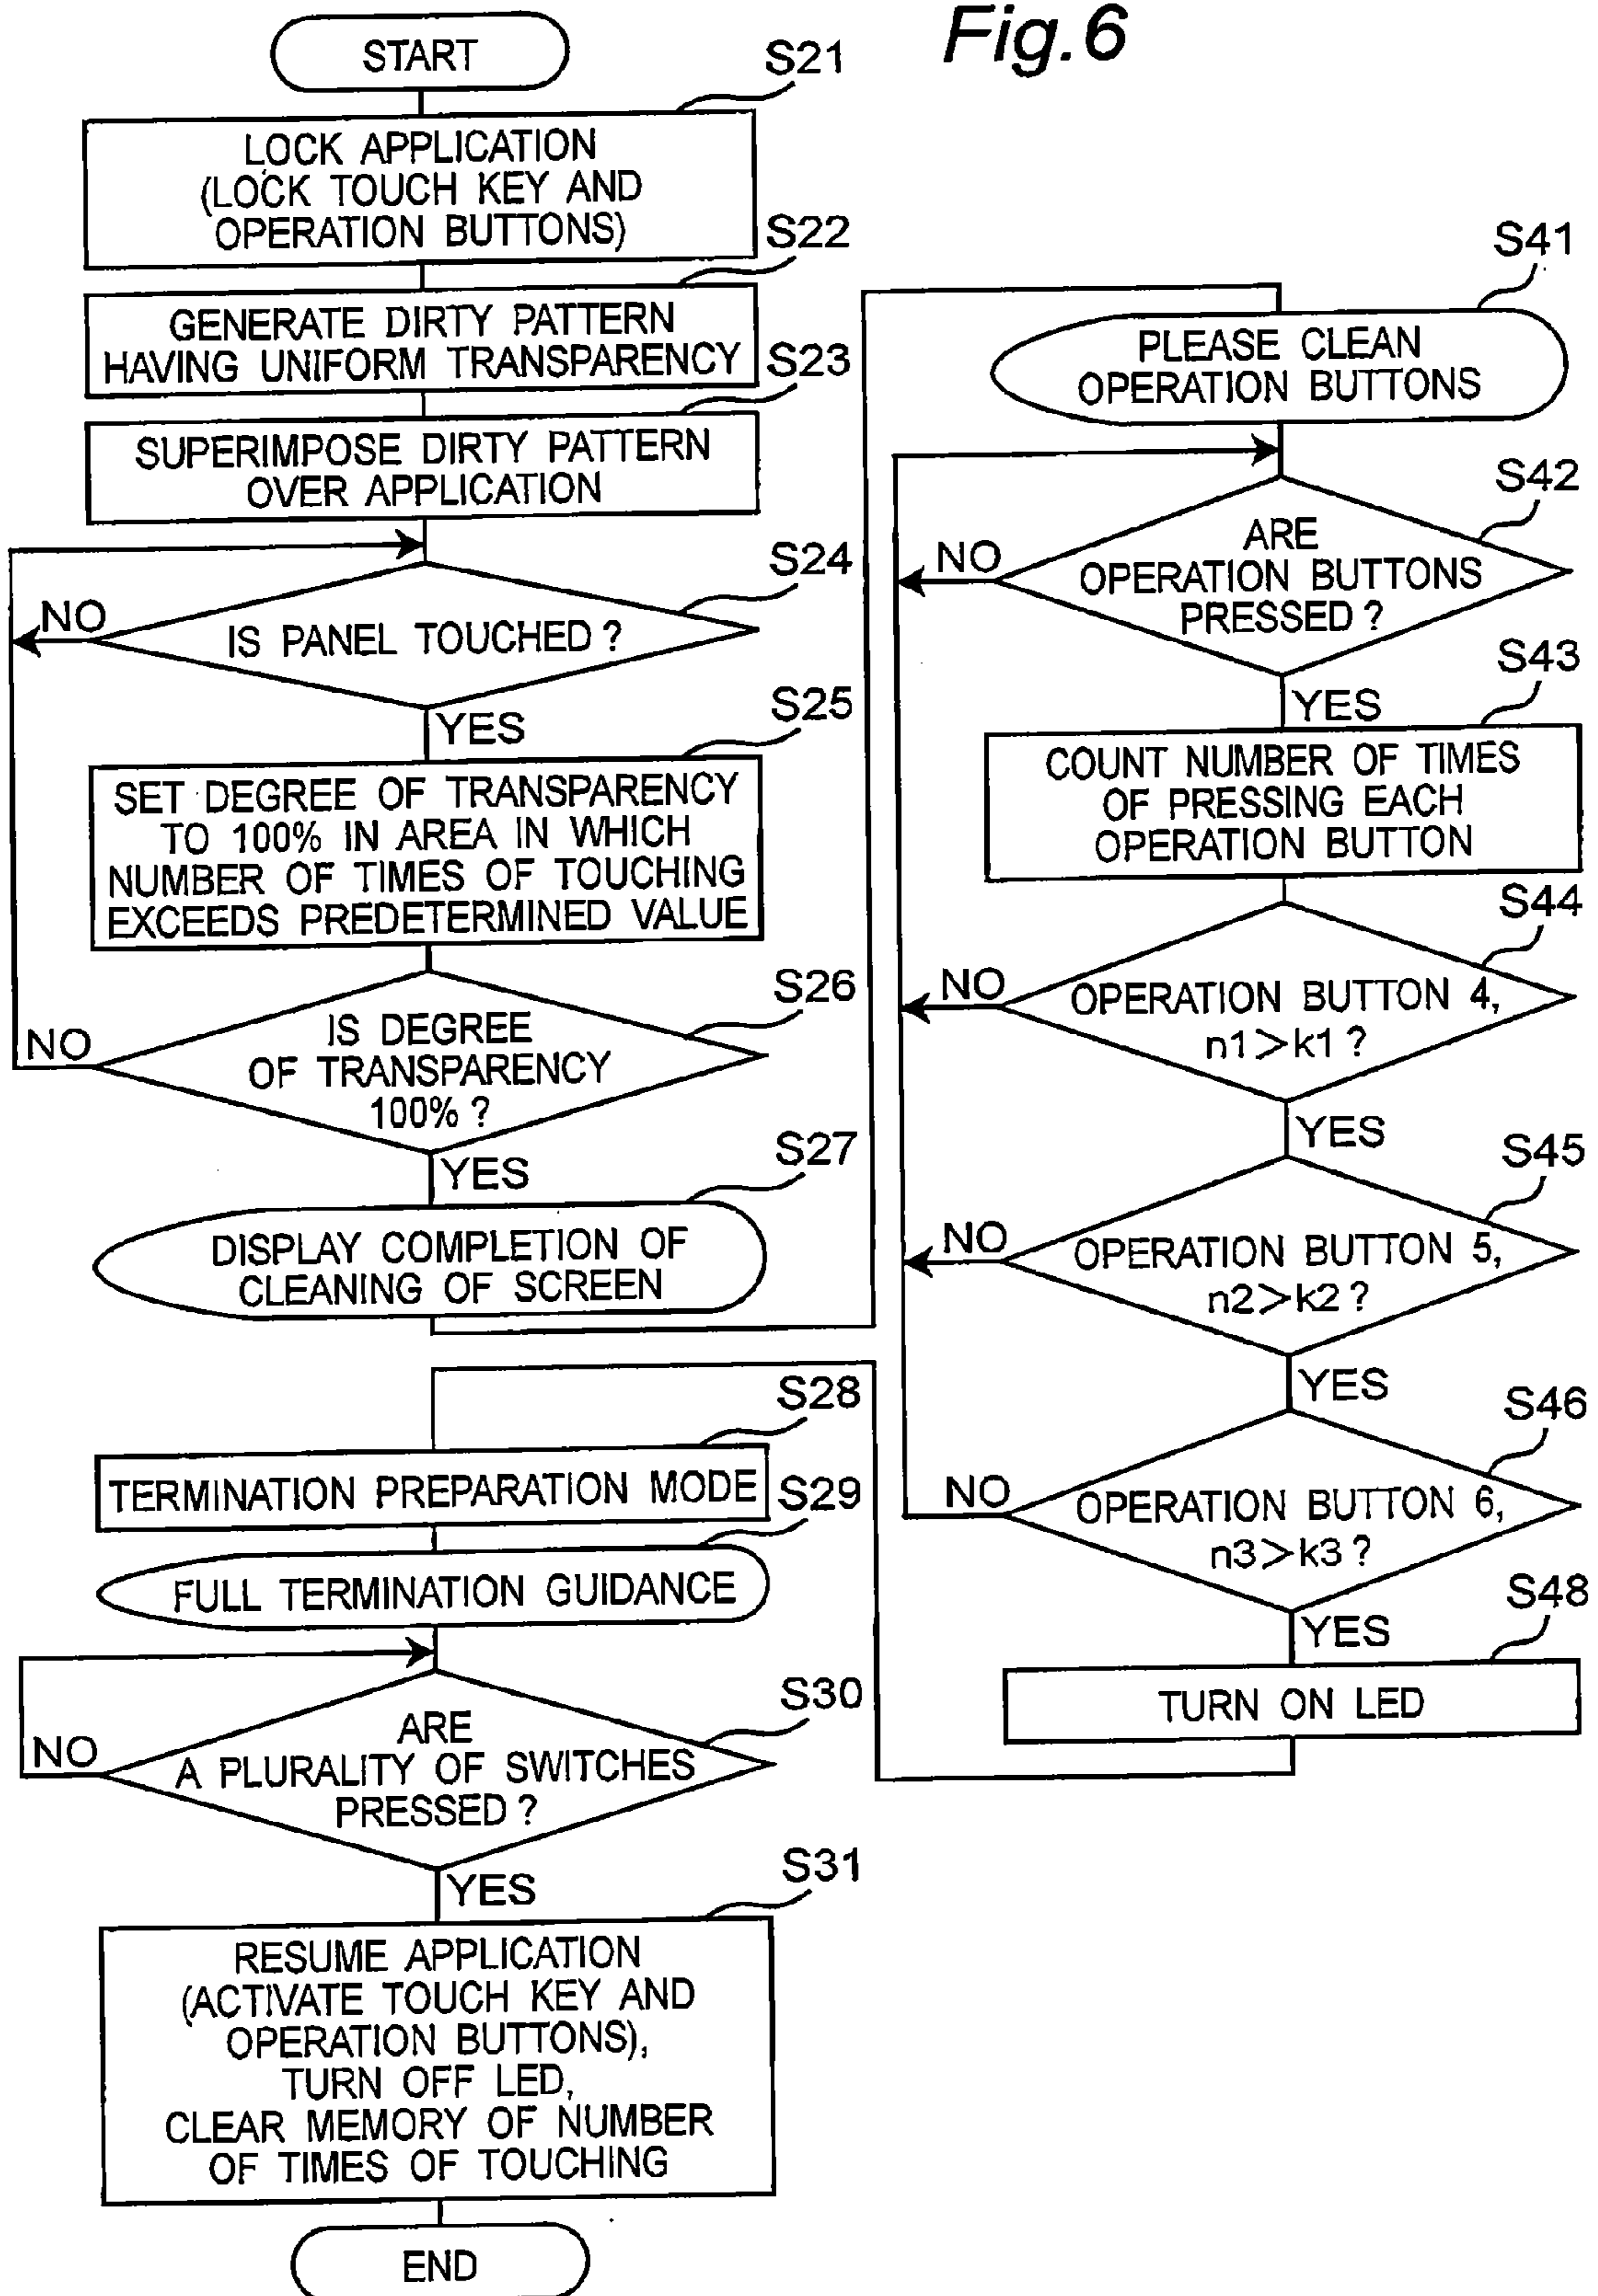 Fig.6
START
S21
LOCK APPLICATION
(LOCK TOUCH KEY AND
OPERATION BUTTONS)
S22
GENERATE DIRTY PATTERN
HAVING UNIFORM TRANSPARENCY
S23
SUPERIMPOSE DIRTY PATTERN
OVER APPLICATION
S24
NO
IS PANEL TOUCHED ?
YES
S25
SET DEGREE OF TRANSPARENCY
TO 100% IN AREA IN WHICH
NUMBER OF TIMES OF TOUCHING
EXCEEDS PREDETERMINED VALUE
S26
NO
IS DEGREE
OF TRANSPARENCY
100% ?
YES
S27
DISPLAY COMPLETION OF
CLEANING OF SCREEN
S28
TERMINATION PREPARATION MODE
S29
FULL TERMINATION GUIDANCE
S30
NO
ARE
A PLURALITY OF SWITCHES
PRESSED ?
YES
S31
RESUME APPLICATION
(ACTIVATE TOUCH KEY AND
OPERATION BUTTONS),
TURN OFF LED,
CLEAR MEMORY OF NUMBER
OF TIMES OF TOUCHING
END
S41
PLEASE CLEAN
OPERATION BUTTONS
S42
NO
ARE
OPERATION BUTTONS
PRESSED ?
YES
S43
COUNT NUMBER OF TIMES
OF PRESSING EACH
OPERATION BUTTON
S44
NO
OPERATION BUTTON 4,
n1>k1 ?
YES
S45
NO
OPERATION BUTTON 5,
n2>k2 ?
YES
S46
NO
OPERATION BUTTON 6,
n3>k3 ?
YES
S48
TURN ON LED